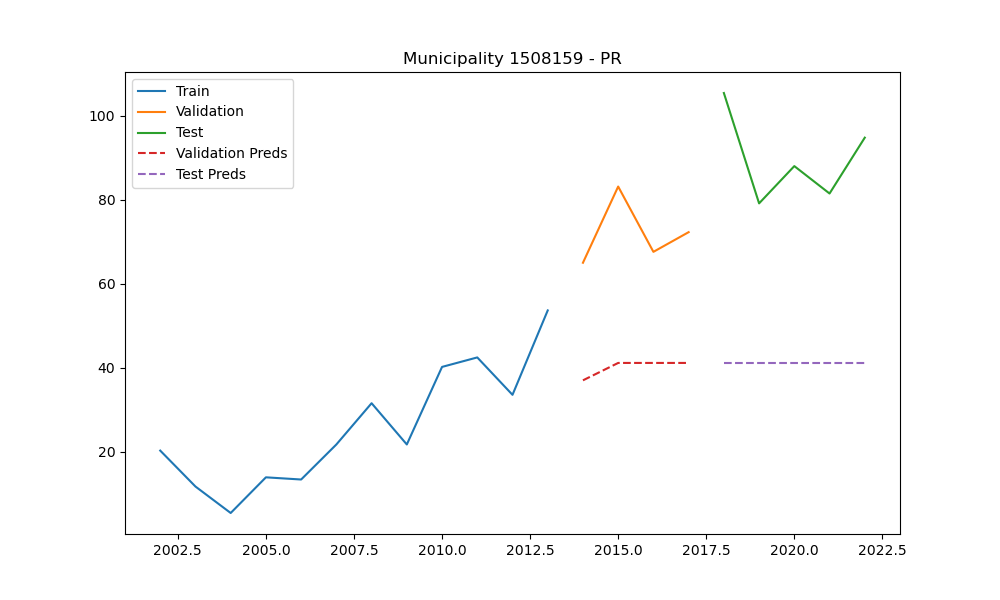 Municipality 1508159 - PR
Train
Validation
Test
Validation Preds
Test Preds
100
80
60
40
20
2002.5 2005.0 2007.5 2010.0 2012.5 2015.0 2017.5 2020.0 2022.5